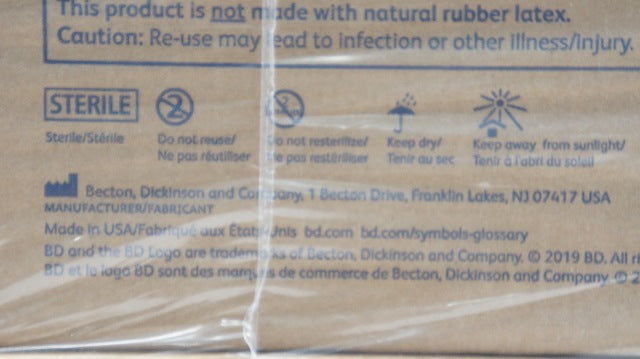 This product is not made with natural rubber latex.
Caution: Re-use may lead to infection or other illness/injury.
STERILE
Sterile/Stérile
Do not reuse/
Ne pas réutiliser
Do not resterilize/
Ne pas restériliser
Keep dry/
Tenir au sec
Keep away from sunlight/
Tenir à l'abri du soleil
Becton, Dickinson and Company, 1 Becton Drive, Franklin Lakes, NJ 07417 USA
MANUFACTURER/FABRICANT
Made in USA/Fabriqué aux États-Unis bd.com bd.com/symbols-glossary
BD and the BD Logo are trademarks of Becton, Dickinson and Company. © 2019 BD. All
BD et le logo BD sont des marques de commerce de Becton, Dickinson and Company © 2